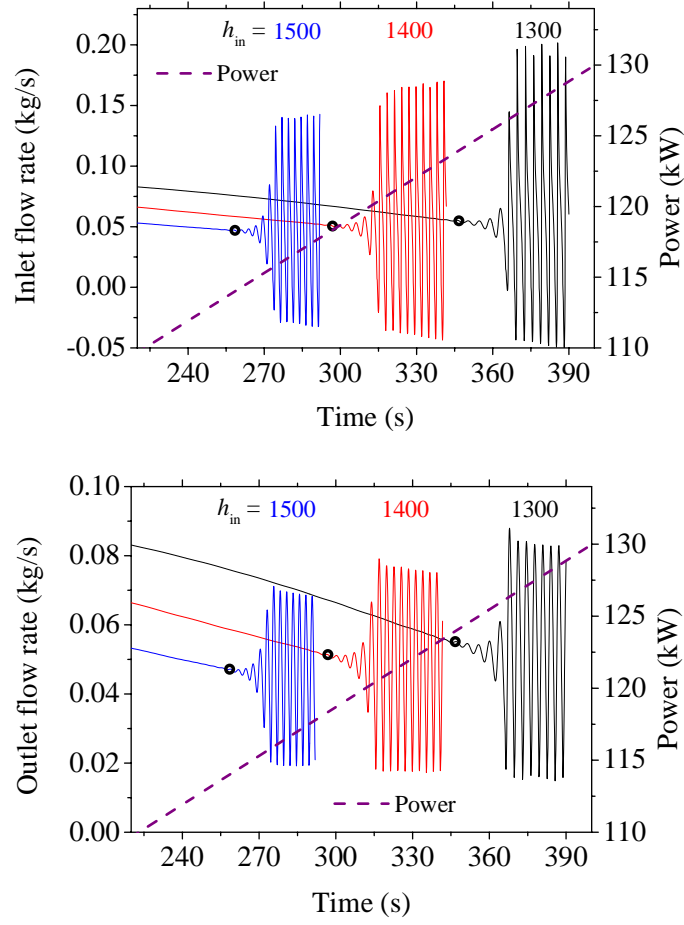 h_in = 1500 1400 1300
Power
0.20
0.15
0.10
0.05
0.00
-0.05
Inlet flow rate (kg/s)
130
125
120
115
110
Power (kW)
240 270 300 330 360 390
Time (s)
0.10
0.08
0.06
0.04
0.02
0.00
Outlet flow rate (kg/s)
h_in = 1500 1400 1300
Power
130
125
120
115
110
Power (kW)
240 270 300 330 360 390
Time (s)